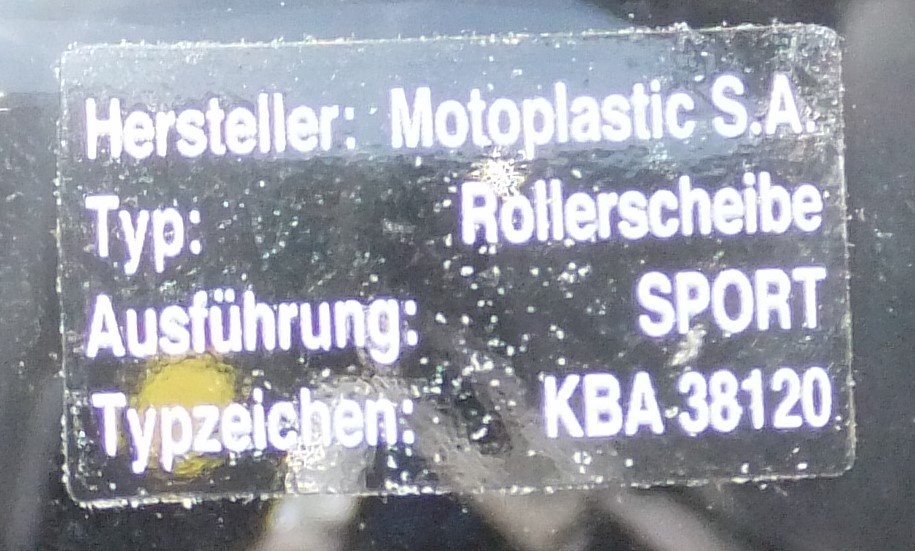 Hersteller: Motoplastic S.A.
Typ: Rollerscheibe
Ausführung: SPORT
Typzeichen: KBA 38120